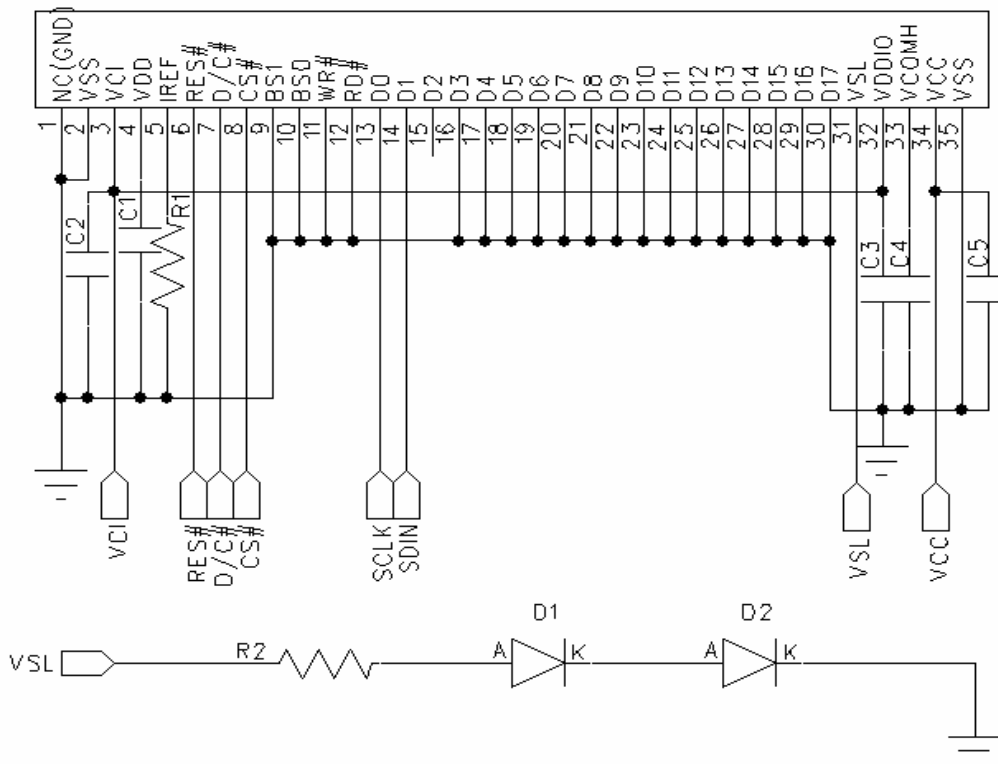 NC(GND)
VSS
VCI
VDD
IREF
RES#
D/C#
CS#
BS1
BS0
WR#
RD#
D0
D1
D2
D3
D4
D5
D6
D7
D8
D9
D10
D11
D12
D13
D14
D15
D16
D17
VSL
VDDIO
VCOMH
VCC
VSS
1
2
3
4
5
6
7
8
9
10
11
12
13
14
15
16
17
18
19
20
21
22
23
24
25
26
27
28
29
30
31
32
33
34
35
C2
C1
R1
C3
C4
C5
VCI
RES#
D/C#
CS#
SCLK
SDIN
VSL
VCC
D1
D2
VSL
R2
A
K
A
K